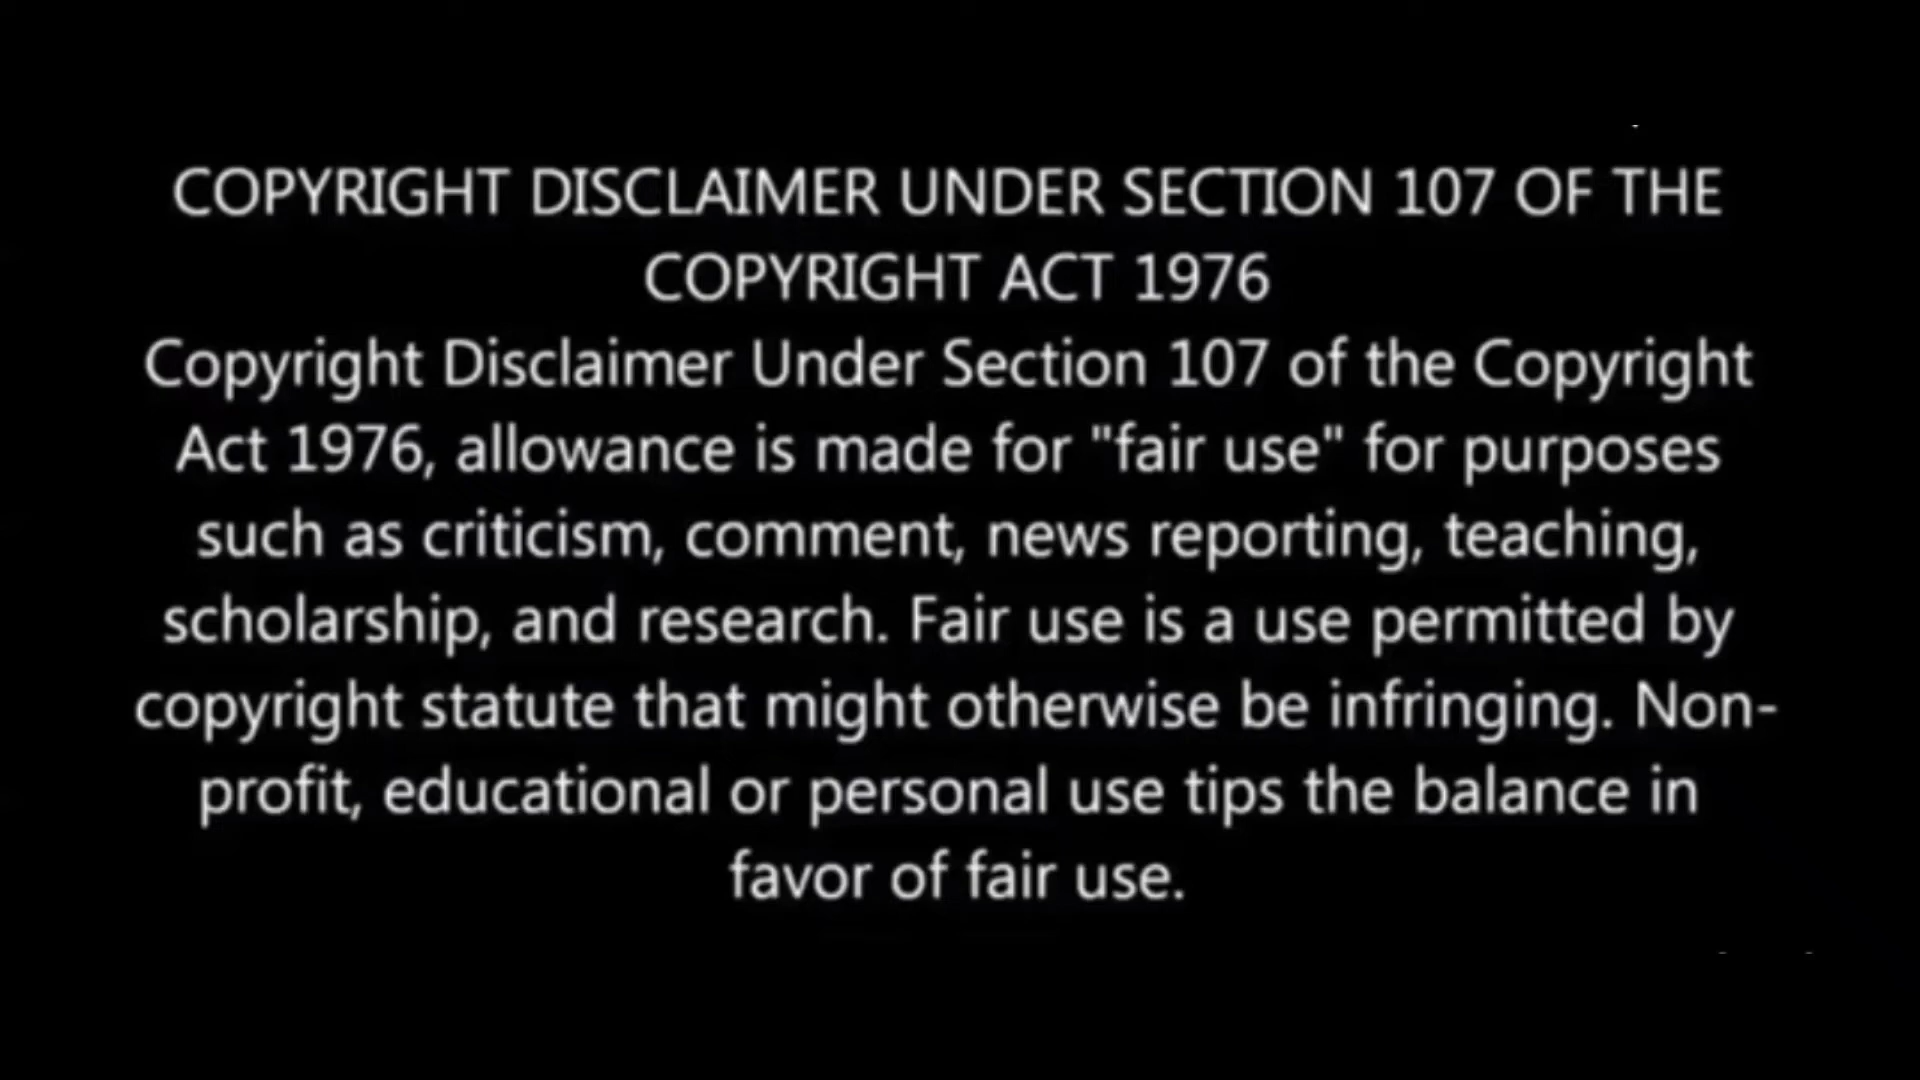 COPYRIGHT DISCLAIMER UNDER SECTION 107 OF THE
COPYRIGHT ACT 1976
Copyright Disclaimer Under Section 107 of the Copyright
Act 1976, allowance is made for "fair use" for purposes
such as criticism, comment, news reporting, teaching,
scholarship, and research. Fair use is a use permitted by
copyright statute that might otherwise be infringing. Non-
profit, educational or personal use tips the balance in
favor of fair use.